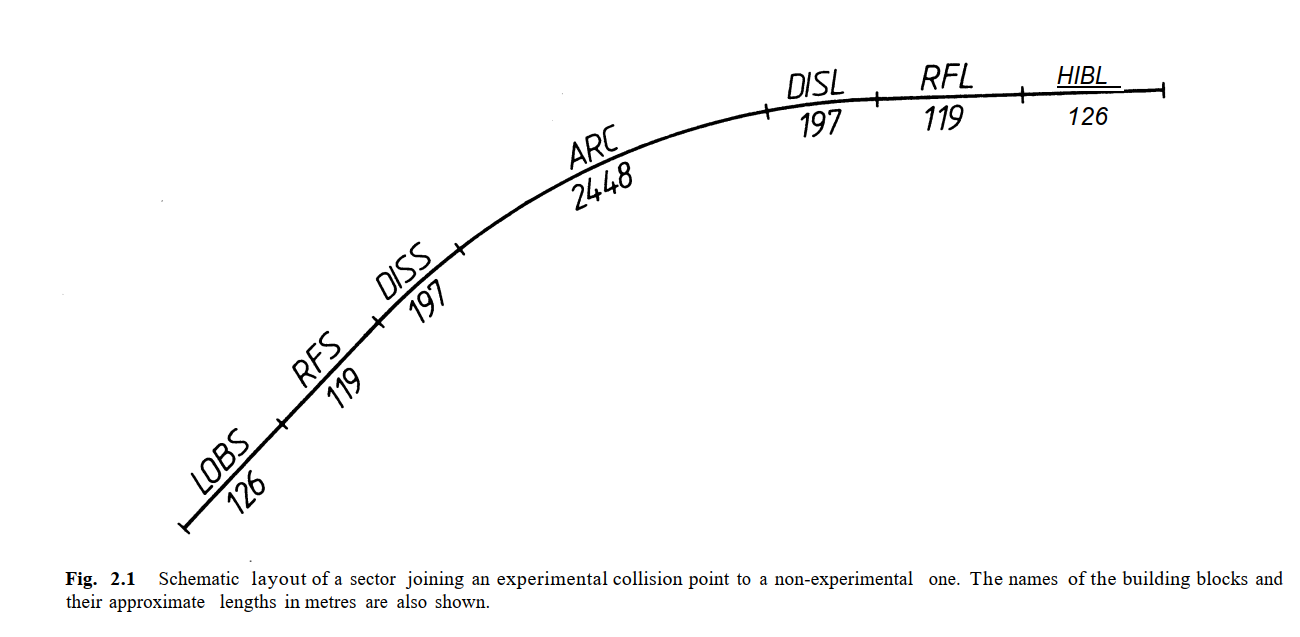 LOBS
126
RFS
119
DISS
197
ARC
2448
DISL
197
RFL
119
HIBL
126
Fig. 2.1 Schematic layout of a sector joining an experimental collision point to a non-experimental one. The names of the building blocks and
their approximate lengths in metres are also shown.